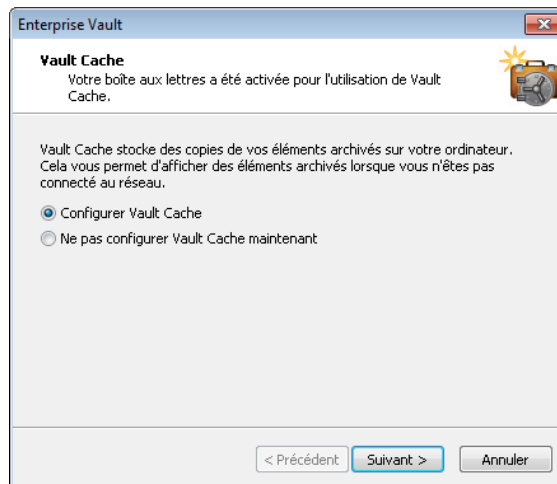 Enterprise Vault
Vault Cache
Votre boîte aux lettres a été activée pour l'utilisation de Vault
Cache.
Vault Cache stocke des copies de vos éléments archivés sur votre ordinateur.
Cela vous permet d'afficher des éléments archivés lorsque vous n'êtes pas
connecté au réseau.
Configurer Vault Cache
Ne pas configurer Vault Cache maintenant
< Précédent
Suivant >
Annuler